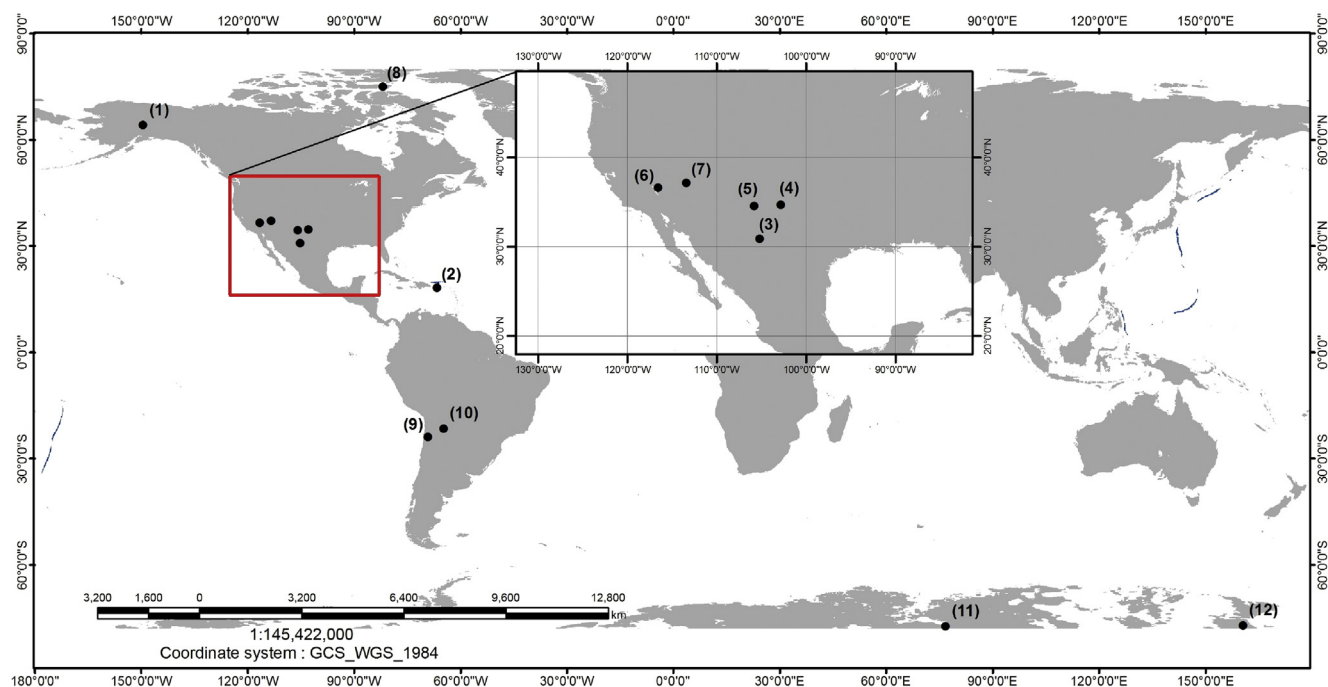 150°0'0"W 120°0'0"W 90°0'0"W 60°0'0"W 30°0'0"W 0°0'0" 30°0'0"E 60°0'0"E 90°0'0"E 120°0'0"E 150°0'0"E
90°0'0"
90°0'0"
60°0'0"N
60°0'0"N
30°0'0"N
30°0'0"N
0°0'0"
0°0'0"
30°0'0"S
30°0'0"S
60°0'0"S
60°0'0"S
(8)
(1)
(2)
130°0'0"W 120°0'0"W 110°0'0"W 100°0'0"W 90°0'0"W
40°0'0"N
40°0'0"N
(6)
(7)
(5)
(4)
(3)
30°0'0"N
30°0'0"N
20°0'0"N
20°0'0"N
130°0'0"W 120°0'0"W 110°0'0"W 100°0'0"W 90°0'0"W
(9)
(10)
(11)
(12)
3,200 1,600 0 3,200 6,400 9,600 12,800
km
1:145,422,000
Coordinate system : GCS_WGS_1984
180°0'0" 150°0'0"W 120°0'0"W 90°0'0"W 60°0'0"W 30°0'0"W 0°0'0" 30°0'0"E 60°0'0"E 90°0'0"E 120°0'0"E 150°0'0"E